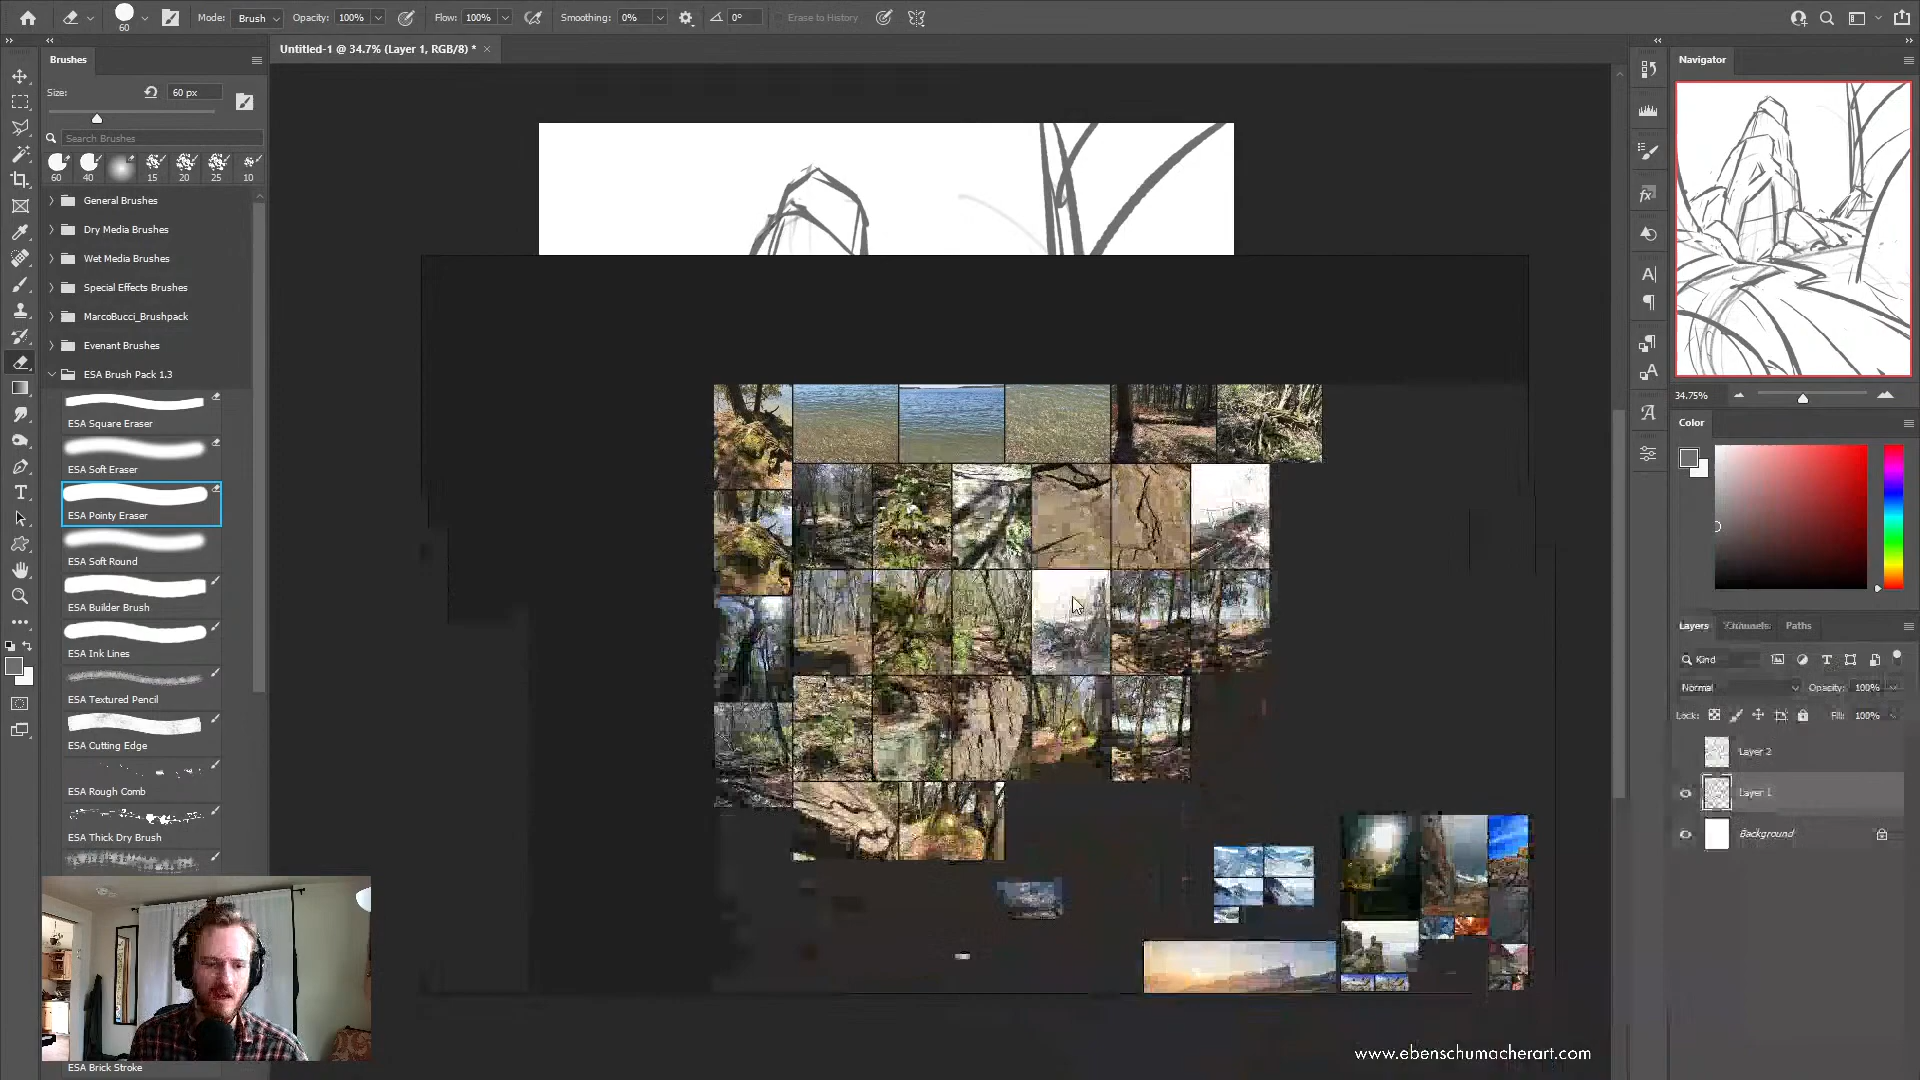 60
Mode:
Brush
Opacity:
100%
Flow:
100%
Smoothing:
0%
0°
Erase to History
Brushes
Untitled-1 @ 34.7% (Layer 1, RGB/8) *
Navigator
Size:
60 px
Search Brushes
60
40
15
20
25
10
General Brushes
Dry Media Brushes
Wet Media Brushes
Special Effects Brushes
MarcoBucci_Brushpack
Evenant Brushes
ESA Brush Pack 1.3
ESA Square Eraser
ESA Soft Eraser
ESA Pointy Eraser
ESA Soft Round
ESA Builder Brush
ESA Ink Lines
ESA Textured Pencil
ESA Cutting Edge
ESA Rough Comb
ESA Thick Dry Brush
ESA Brick Stroke
34.75%
Color
Layers
Channels
Paths
Kind
Normal
Opacity:
100%
Lock:
Fill:
100%
Layer 2
Layer 1
Background
www.ebenschumacherart.com